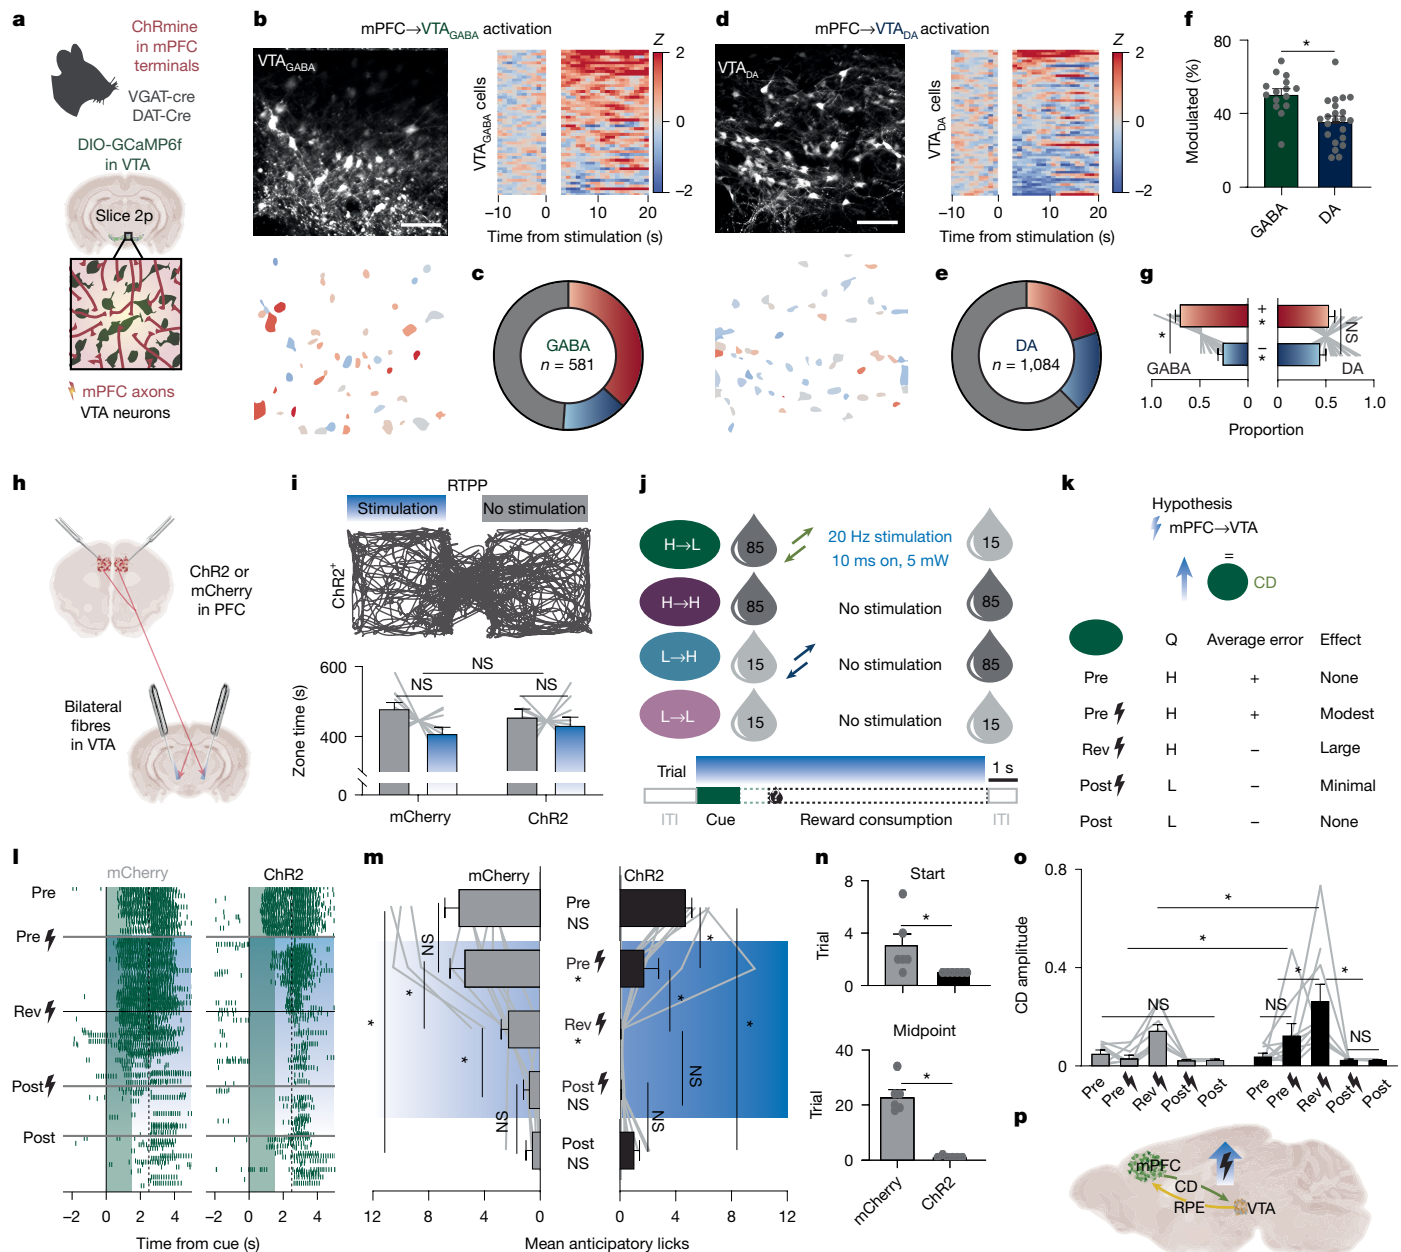 a
ChRmine
in mPFC
terminals
VGAT-cre
DAT-Cre
DIO-GCaMP6f
in VTA
Slice 2p
mPFC axons
VTA neurons
b
mPFC→VTAGABA activation
VTAGABA
VTAGABA cells
Z
2
0
−2
−10
0
10
20
Time from stimulation (s)
c
GABA
n = 581
d
mPFC→VTADA activation
VTADA
VTADA cells
Z
2
0
−2
−10
0
10
20
Time from stimulation (s)
e
DA
n = 1,084
f
80
40
0
Modulated (%)
*
GABA
DA
g
+
*
−
*
*
NS
GABA
DA
1.0
0.5
0
0
0.5
1.0
Proportion
h
ChR2 or
mCherry
in PFC
Bilateral
fibres
in VTA
i
RTPP
Stimulation
No stimulation
ChR2+
600
400
0
Zone time (s)
NS
NS
NS
mCherry
ChR2
j
H→L
85
20 Hz stimulation
10 ms on, 5 mW
15
H→H
85
No stimulation
85
L→H
15
No stimulation
85
L→L
15
No stimulation
15
Trial
1 s
ITI
Cue
Reward consumption
ITI
k
Hypothesis
mPFC→VTA
=
CD
Q
Average error
Effect
Pre
H
+
None
Pre
H
+
Modest
Rev
H
−
Large
Post
L
−
Minimal
Post
L
−
None
l
mCherry
ChR2
Pre
Pre
Rev
Post
Post
−2
0
2
4
−2
0
2
4
Time from cue (s)
m
mCherry
ChR2
Pre
NS
Pre
*
Rev
*
Post
NS
Post
NS
NS
*
*
*
NS
*
*
*
NS
NS
12
8
4
0
0
4
8
12
Mean anticipatory licks
n
Start
8
4
0
Trial
*
Midpoint
40
20
0
Trial
*
mCherry
ChR2
o
0.8
0.4
0
CD amplitude
*
*
NS
NS
*
*
NS
Pre
Pre
Rev
Post
Post
Pre
Pre
Rev
Post
Post
p
mPFC
CD
RPE
VTA